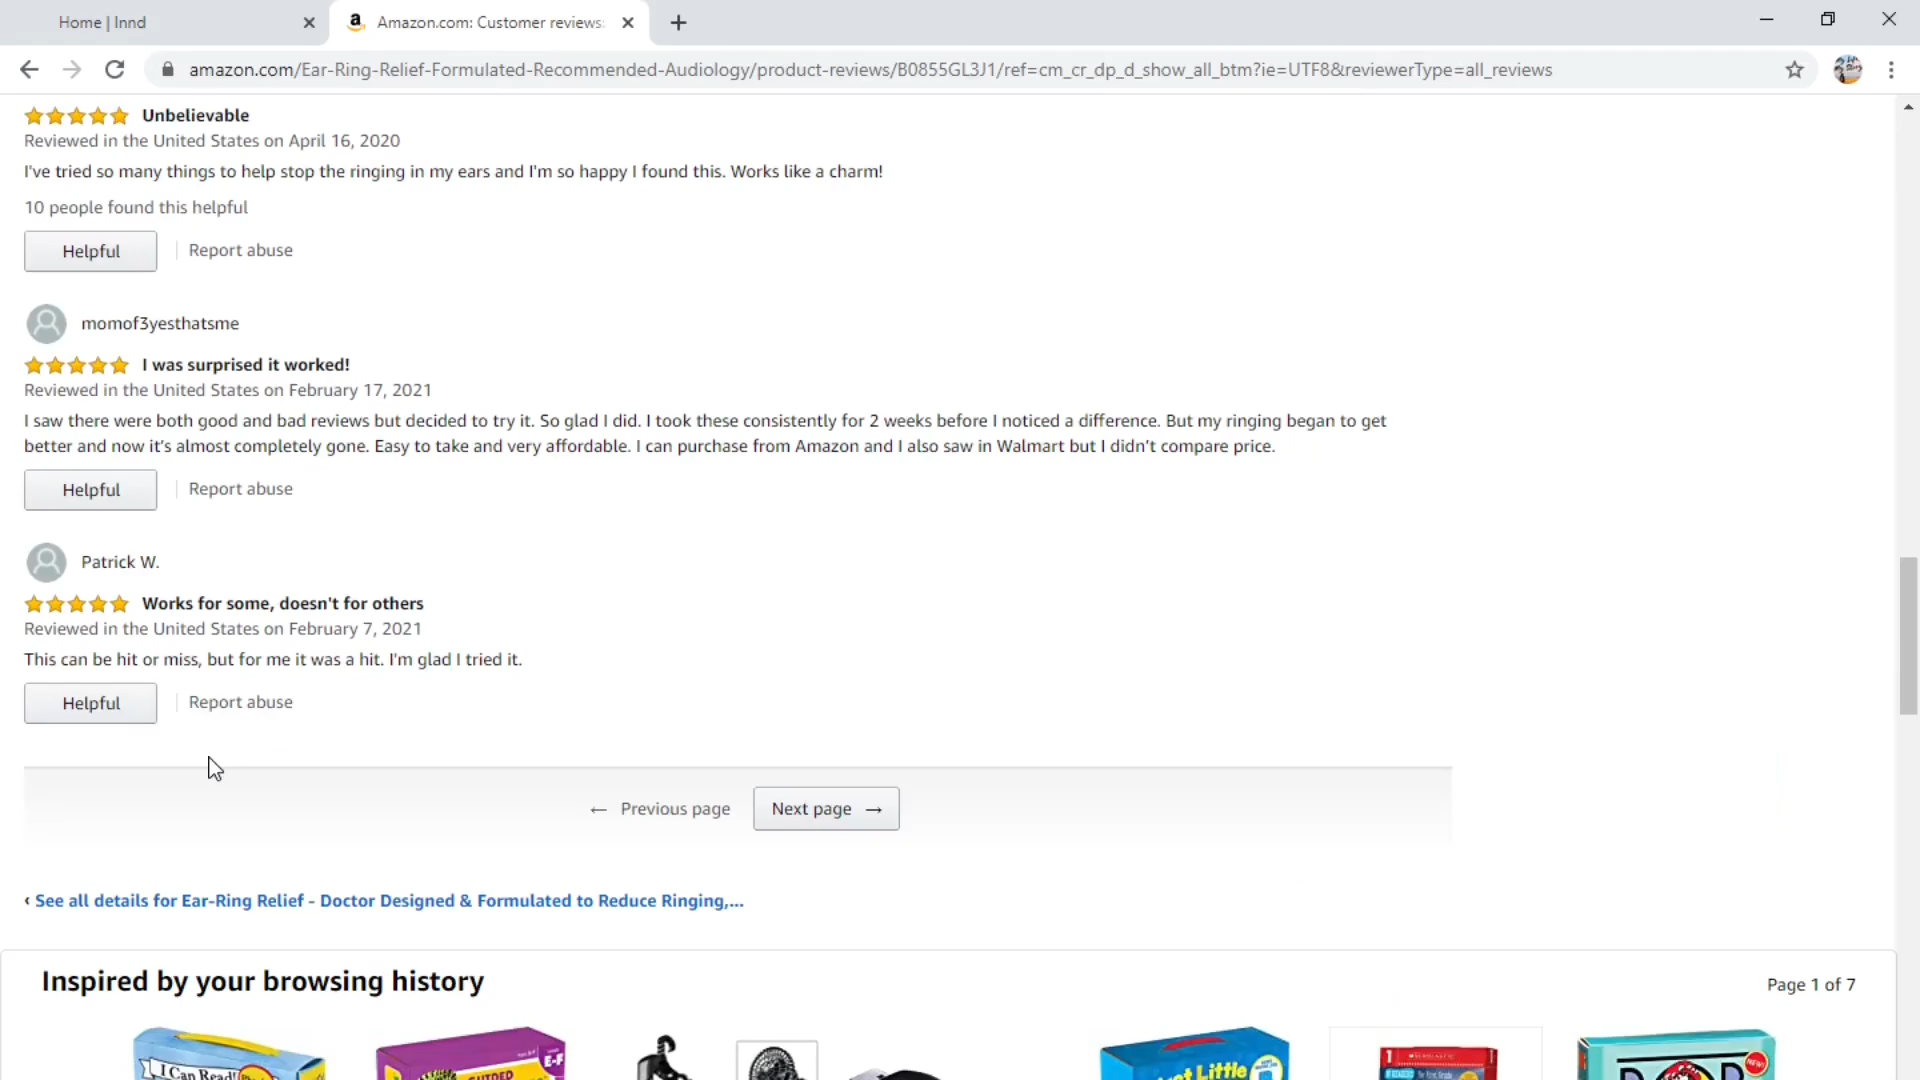 Home | Innd
Amazon.com: Customer reviews:
amazon.com/Ear-Ring-Relief-Formulated-Recommended-Audiology/product-reviews/B0855GL3J1/ref=cm_cr_dp_d_show_all_btm?ie=UTF8&reviewerType=all_reviews
Unbelievable
Reviewed in the United States on April 16, 2020
I've tried so many things to help stop the ringing in my ears and I'm so happy I found this. Works like a charm!
10 people found this helpful
Helpful
Report abuse
momof3yesthatsme
I was surprised it worked!
Reviewed in the United States on February 17, 2021
I saw there were both good and bad reviews but decided to try it. So glad I did. I took these consistently for 2 weeks before I noticed a difference. But my ringing began to get
better and now it’s almost completely gone. Easy to take and very affordable. I can purchase from Amazon and I also saw in Walmart but I didn’t compare price.
Helpful
Report abuse
Patrick W.
Works for some, doesn't for others
Reviewed in the United States on February 7, 2021
This can be hit or miss, but for me it was a hit. I'm glad I tried it.
Helpful
Report abuse
← Previous page
Next page →
‹ See all details for Ear-Ring Relief - Doctor Designed & Formulated to Reduce Ringing,...
Inspired by your browsing history
Page 1 of 7
I Can Read!
E-F
GUIDED
Little
1
SCHOLASTIC
NEW!